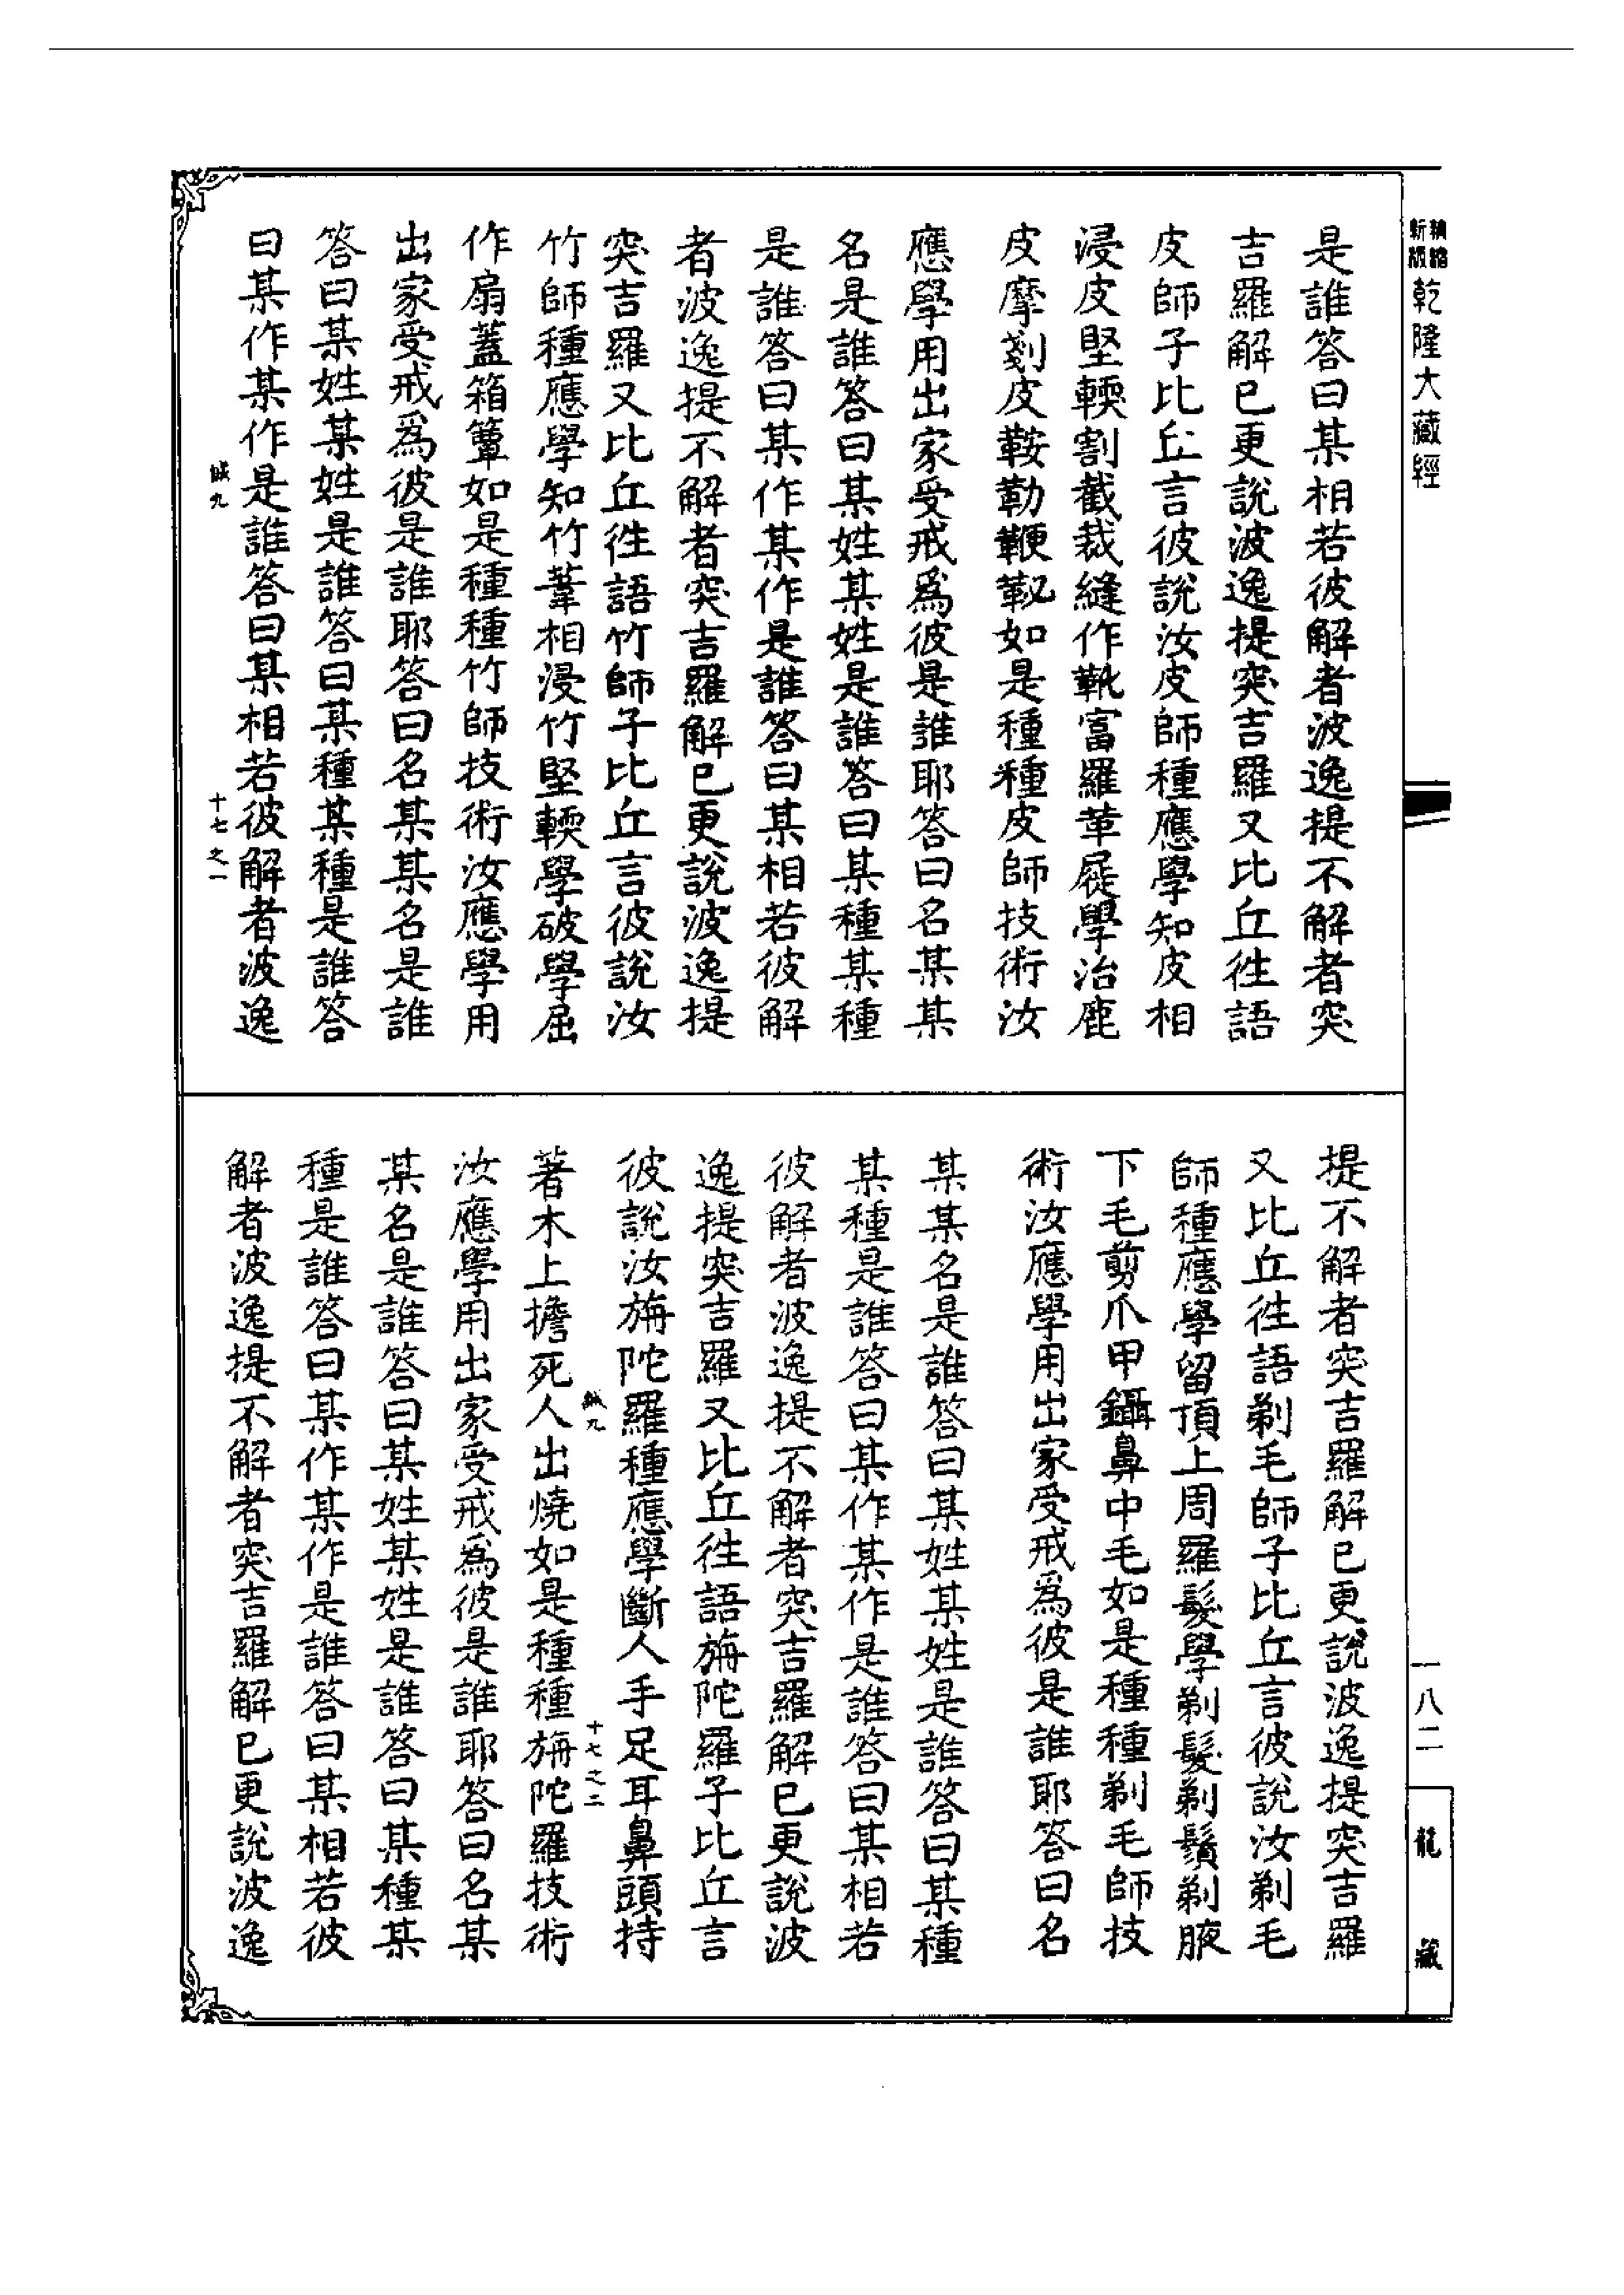 新版精縮
乾隆大藏經
是誰答曰某相若彼解者波逸提不解者突
吉羅解已更說波逸提突吉羅又比丘徃語
皮師子比丘言彼說汝皮師種應學知皮相
浸皮堅輭割截裁縫作靴富羅革屣學治鹿
皮摩剗皮鞍勒鞭靫如是種種皮師技術汝
應學用出家受戒爲彼是誰耶答曰名某某
名是誰答曰某姓某姓是誰答曰某種某種
是誰答曰某作某作是誰答曰某相若彼解
者波逸提不解者突吉羅解已更說波逸提
突吉羅又比丘徃語竹師子比丘言彼說汝
竹師種應學知竹葦相浸竹堅輭學破學屈
作扇蓋箱簟如是種種竹師技術汝應學用
出家受戒爲彼是誰耶答曰名某某名是誰
答曰某姓某姓是誰答曰某種某種是誰答
曰某作某作是誰答曰某相若彼解者波逸
九 十七之一
提不解者突吉羅解已更說波逸提突吉羅
又比丘徃語剃毛師子比丘言彼說汝剃毛
師種應學留頂上周羅髮學剃髮剃鬚剃腋
下毛剪爪甲鑷鼻中毛如是種種剃毛師技
術汝應學用出家受戒爲彼是誰耶答曰名
某某名是誰答曰某姓某姓是誰答曰某種
某種是誰答曰某作某作是誰答曰某相若
彼解者波逸提不解者突吉羅解已更說波
逸提突吉羅又比丘徃語旃陀羅子比丘言
彼說汝旃陀羅種應學斷人手足耳鼻頭持
九 十七之二
著木上擔死人出燒如是種種旃陀羅技術
汝應學用出家受戒爲彼是誰耶答曰名某
某名是誰答曰某姓某姓是誰答曰某種某
種是誰答曰某作某作是誰答曰某相若彼
解者波逸提不解者突吉羅解已更說波逸
一八二
龍藏